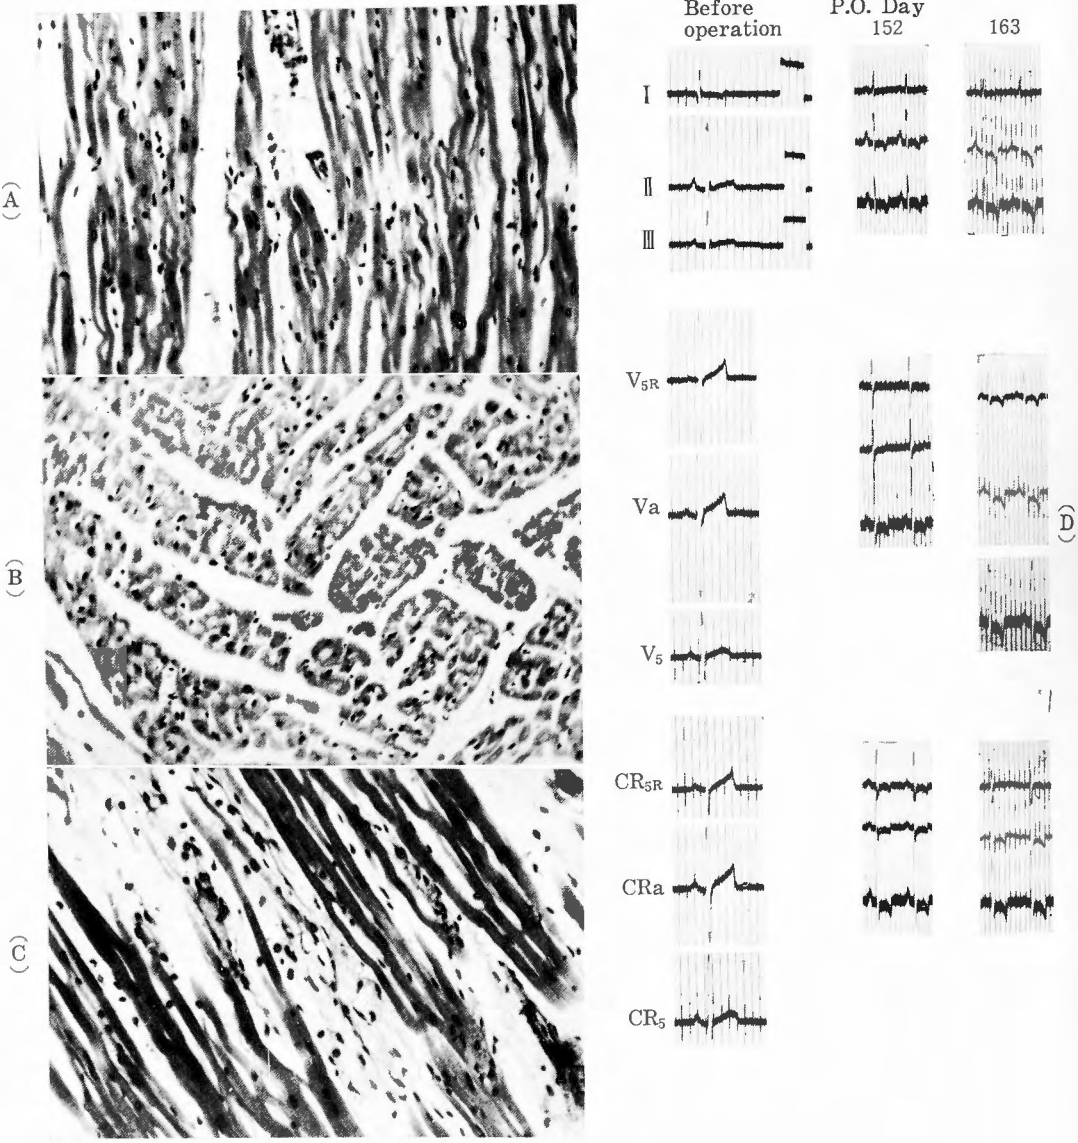 Before
operation
P.O. Day
152
163
I
II
III
V5R
Va
V5
CR5R
CRa
CR5
(A)
(B)
(C)
(D)